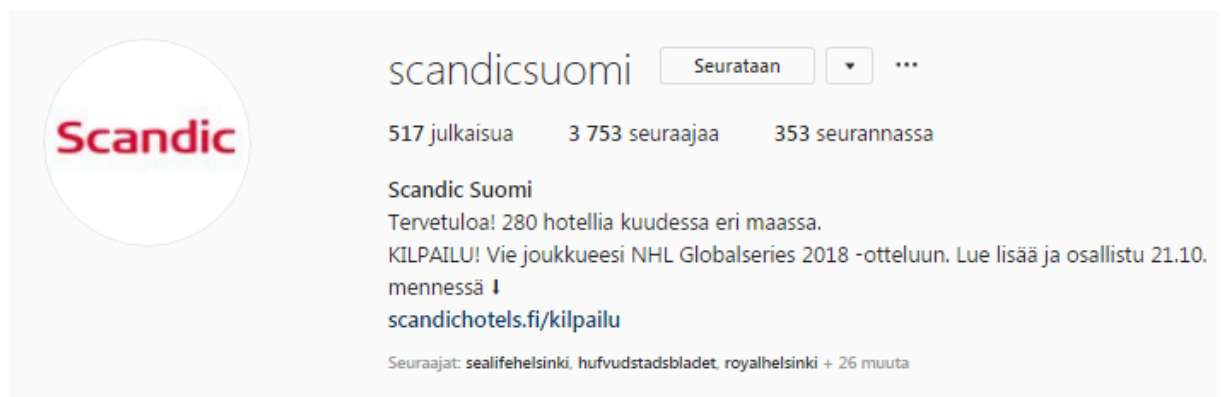 Scandic
scandicsuomi Seurataan ▾ ...
517 julkaisua 3 753 seuraajaa 353 seurannassa
Scandic Suomi
Tervetuloa! 280 hotellia kuudessa eri maassa.
KILPAILU! Vie joukkueesi NHL Globalseries 2018 -otteluun. Lue lisää ja osallistu 21.10.
mennessä ⬇
scandichotels.fi/kilpailu
Seuraajat: sealifehelsinki, hufvudstadsbladet, royalhelsinki + 26 muuta